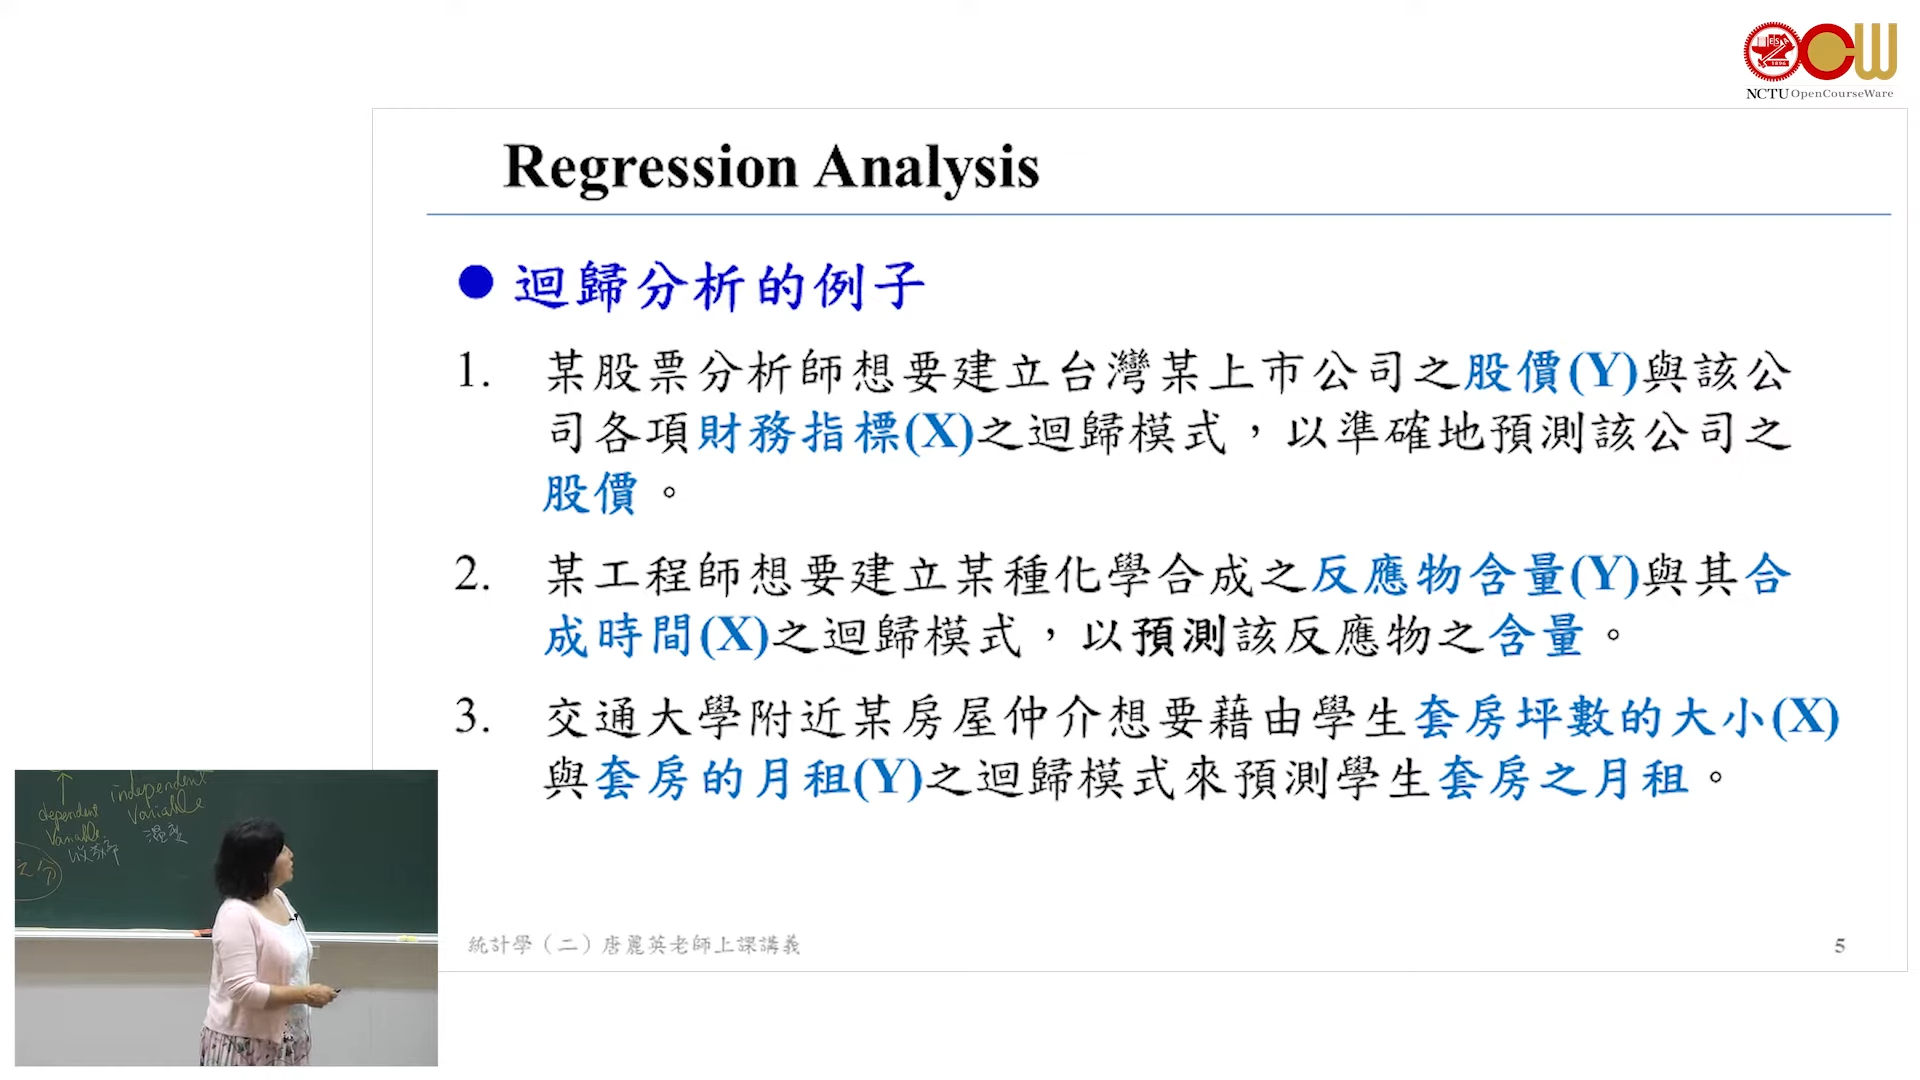 NCTU OpenCourseWare
Regression Analysis
● 迴歸分析的例子
1. 某股票分析師想要建立台灣某上市公司之股價(Y)與該公
司各項財務指標(X)之迴歸模式，以準確地預測該公司之
股價。
2. 某工程師想要建立某種化學合成之反應物含量(Y)與其合
成時間(X)之迴歸模式，以預測該反應物之含量。
3. 交通大學附近某房屋仲介想要藉由學生套房坪數的大小(X)
與套房的月租(Y)之迴歸模式來預測學生套房之月租。
independent
variable
dependent
variable
統計學（二）唐麗英老師上課講義
5